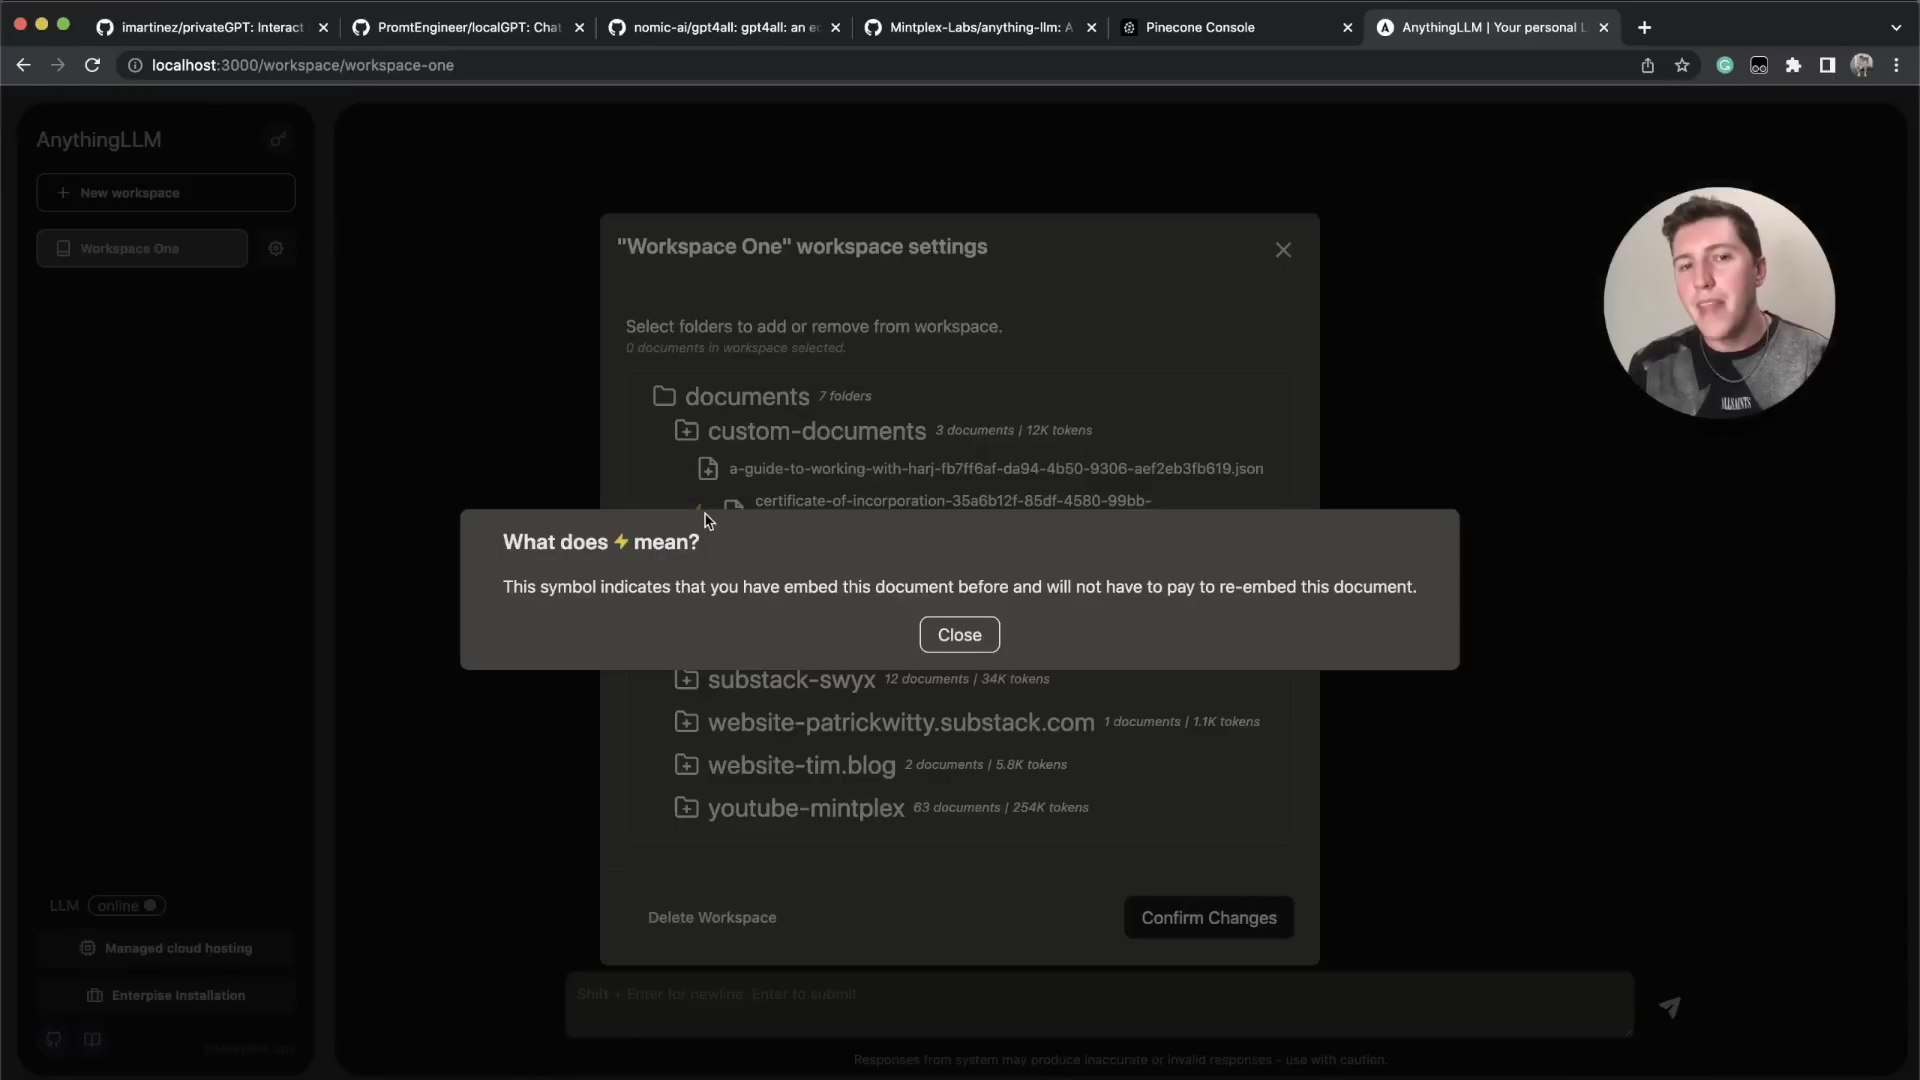 imartinez/privateGPT: Interact
PromtEngineer/localGPT: Chat
nomic-ai/gpt4all: gpt4all: an ec
Mintplex-Labs/anything-llm: A
Pinecone Console
AnythingLLM | Your personal L
localhost:3000/workspace/workspace-one
AnythingLLM
New workspace
Workspace One
"Workspace One" workspace settings
Select folders to add or remove from workspace.
0 documents in workspace selected.
documents 7 folders
custom-documents 3 documents | 12K tokens
a-guide-to-working-with-harj-fb7ff6af-da94-4b50-9306-aef2eb3fb619.json
certificate-of-incorporation-35a6b12f-85df-4580-99bb-
What does ⚡ mean?
This symbol indicates that you have embed this document before and will not have to pay to re-embed this document.
Close
substack-swyx 12 documents | 34K tokens
website-patrickwitty.substack.com 1 documents | 1.1K tokens
website-tim.blog 2 documents | 5.8K tokens
youtube-mintplex 63 documents | 254K tokens
Delete Workspace
Confirm Changes
LLM online
Managed cloud hosting
Enterpise Installation
Shift + Enter for newline. Enter to submit
Responses from system may produce inaccurate or invalid responses - use with caution.
ALLSAINTS